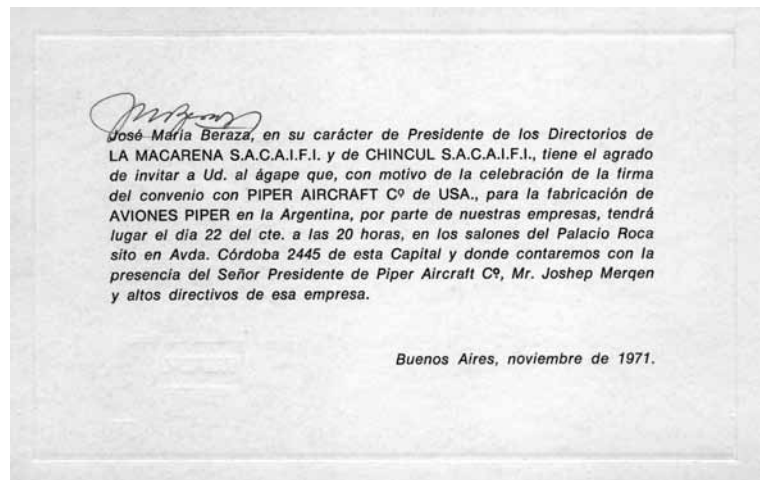 José María Beraza, en su carácter de Presidente de los Directorios de
LA MACARENA S.A.C.A.I.F.I. y de CHINCUL S.A.C.A.I.F.I., tiene el agrado
de invitar a Ud. al ágape que, con motivo de la celebración de la firma
del convenio con PIPER AIRCRAFT Cº de USA., para la fabricación de
AVIONES PIPER en la Argentina, por parte de nuestras empresas, tendrá
lugar el día 22 del cte. a las 20 horas, en los salones del Palacio Roca
sito en Avda. Córdoba 2445 de esta Capital y donde contaremos con la
presencia del Señor Presidente de Piper Aircraft Cº, Mr. Joshep Merqen
y altos directivos de esa empresa.
Buenos Aires, noviembre de 1971.